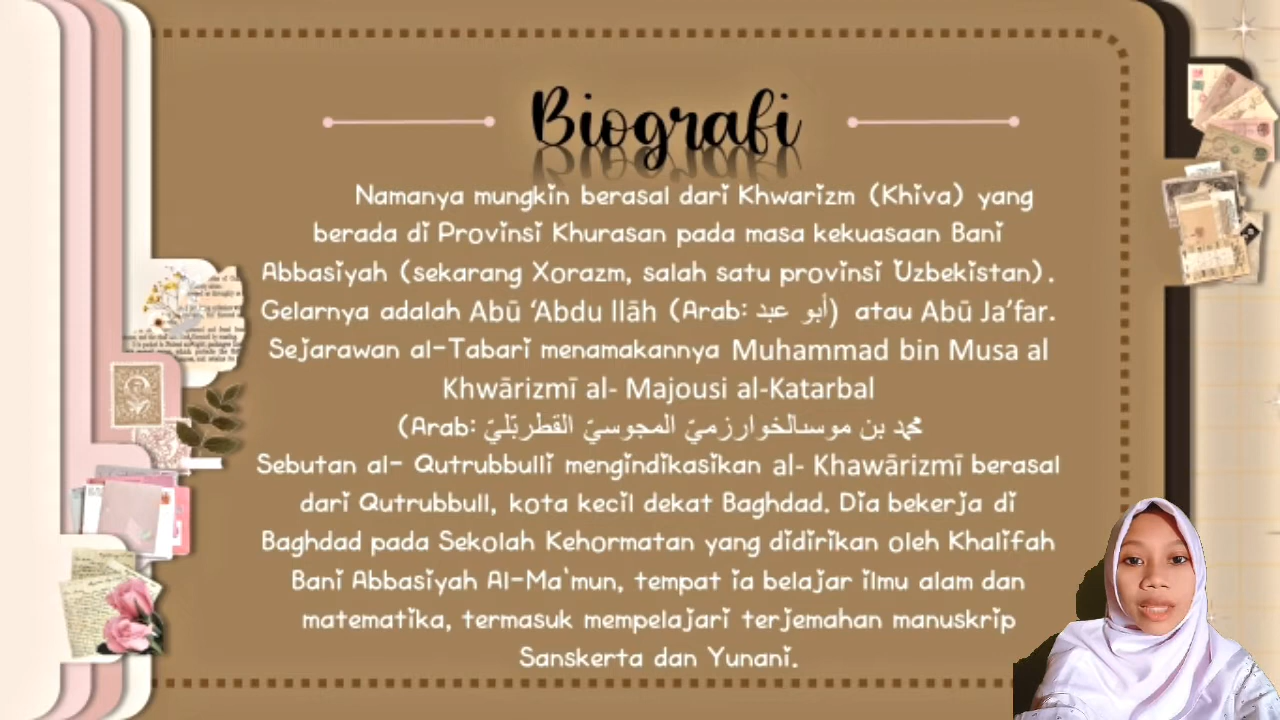 Biografi
Namanya mungkin berasal dari Khwarizm (Khiva) yang
berada di Provinsi Khurasan pada masa kekuasaan Bani
Abbasiyah (sekarang Xorazm, salah satu provinsi Uzbekistan).
Gelarnya adalah Abū ‘Abdu llāh (Arab: أبو عبد) atau Abū Ja’far.
Sejarawan al-Tabari menamakannya Muhammad bin Musa al
Khwārizmī al- Majousi al-Katarbal
(Arab: محمد بن موسىالخوارزميّ المجوسيّ القطربّليّ
Sebutan al- Qutrubbulli mengindikasikan al- Khawārizmī berasal
dari Qutrubbull, kota kecil dekat Baghdad. Dia bekerja di
Baghdad pada Sekolah Kehormatan yang didirikan oleh Khalifah
Bani Abbasiyah Al-Ma`mun, tempat ia belajar ilmu alam dan
matematika, termasuk mempelajari terjemahan manuskrip
Sanskerta dan Yunani.